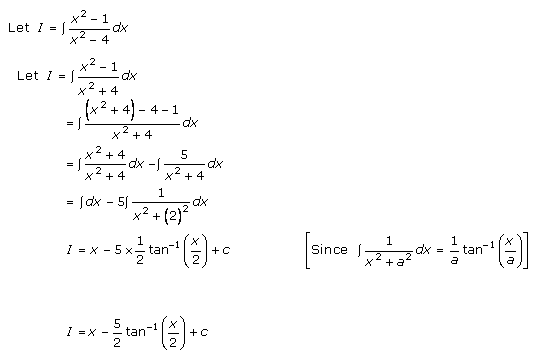 Let I = ∫ (x² − 1)/(x² − 4) dx
Let I = ∫ (x² − 1)/(x² + 4) dx
= ∫ ((x² + 4) − 4 − 1)/(x² + 4) dx
= ∫ (x² + 4)/(x² + 4) dx − ∫ 5/(x² + 4) dx
= ∫ dx − 5∫ 1/(x² + (2)²) dx
I = x − 5 × 1/2 tan⁻¹(x/2) + c [Since ∫ 1/(x² + a²) dx = 1/a tan⁻¹(x/a)]
I = x − 5/2 tan⁻¹(x/2) + c